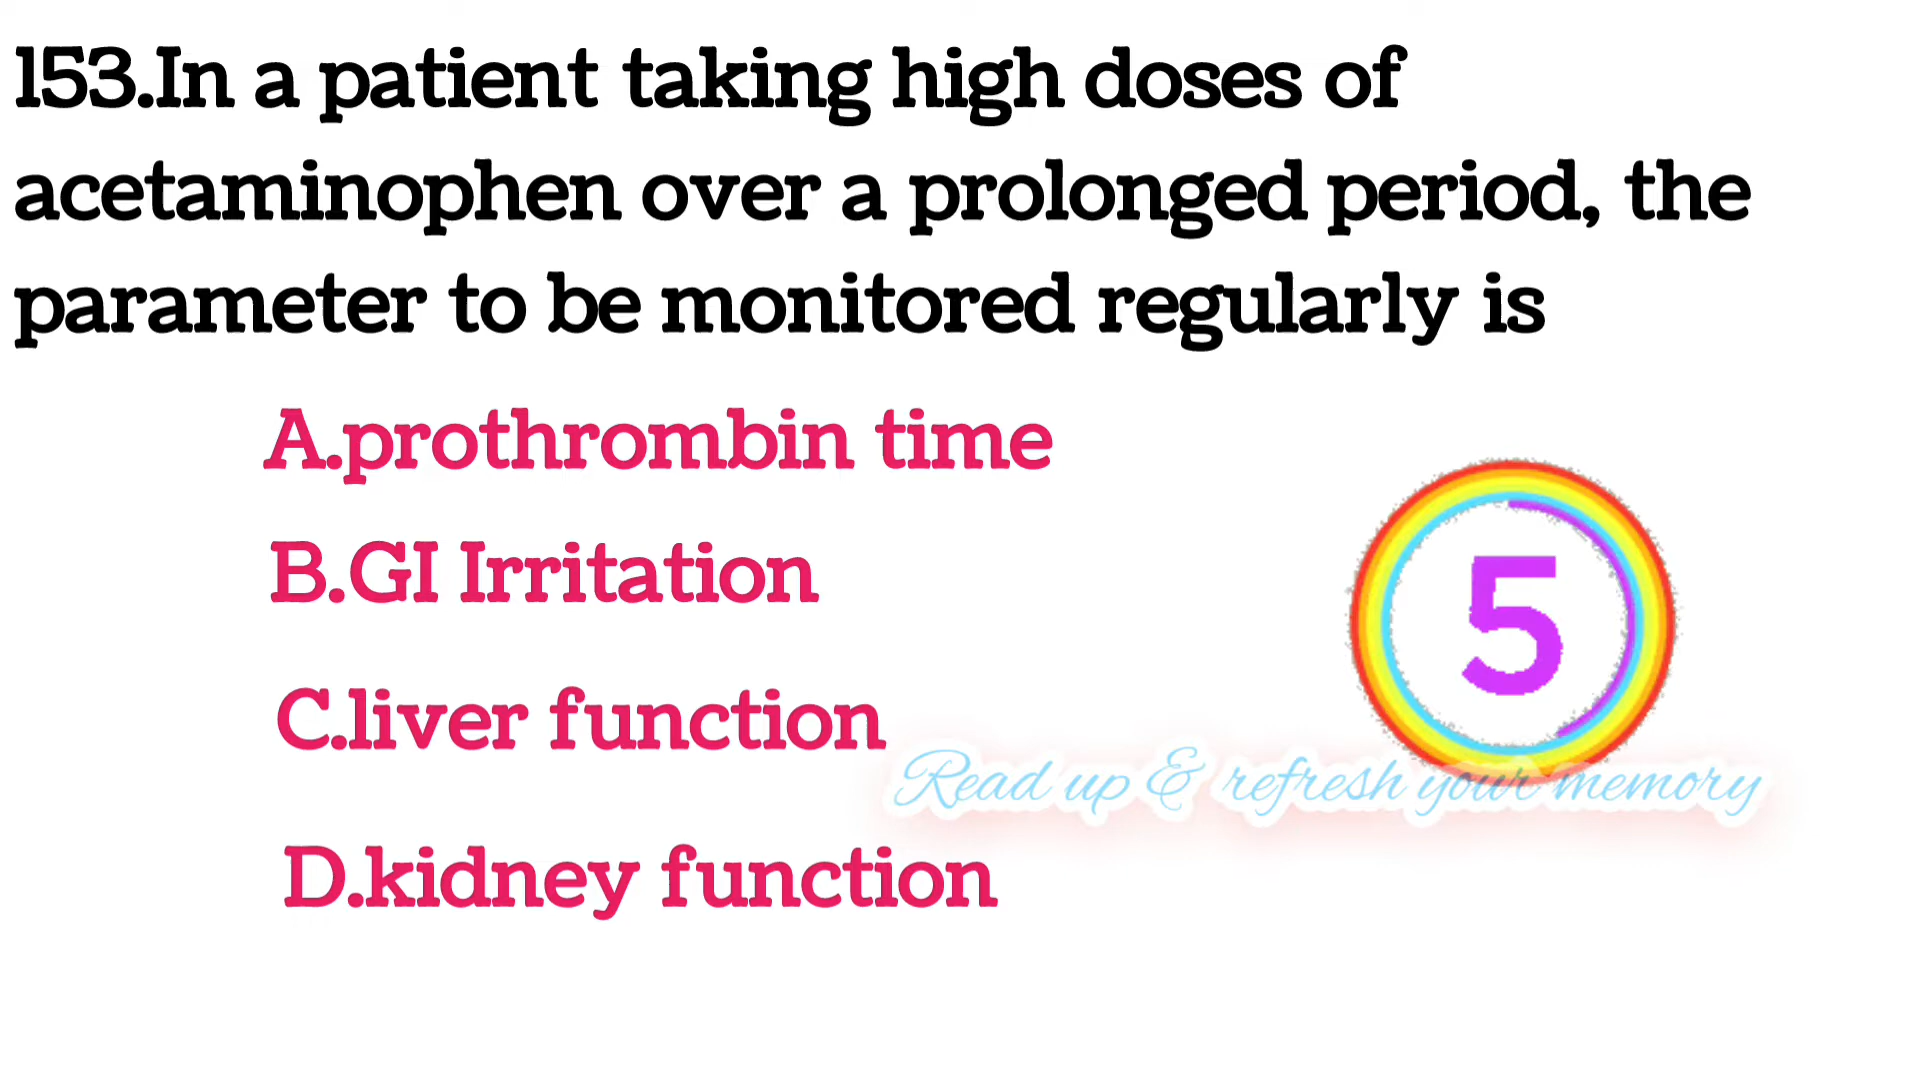 153.In a patient taking high doses of
acetaminophen over a prolonged period, the
parameter to be monitored regularly is
A.prothrombin time
B.GI Irritation
5
C.liver function
Read up & refresh your memory
D.kidney function